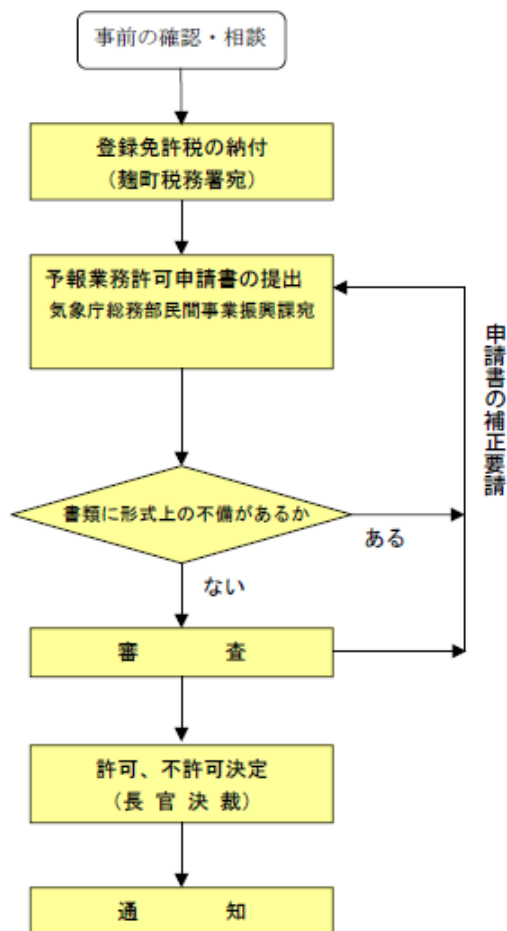 事前の確認・相談
登録免許税の納付
（麹町税務署宛）
予報業務許可申請書の提出
気象庁総務部民間事業振興課宛
申請書の補正要請
書類に形式上の不備があるか
ある
ない
審　査
許可、不許可決定
（長 官 決 裁）
通　知